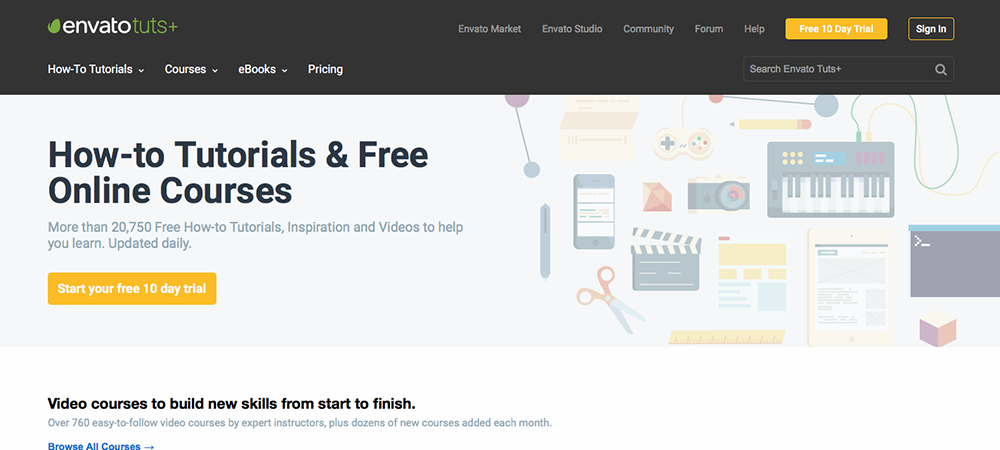 envatotuts+
Envato Market Envato Studio Community Forum Help Free 10 Day Trial Sign In
How-To Tutorials Courses eBooks Pricing Search Envato Tuts+
How-to Tutorials & Free
Online Courses
More than 20,750 Free How-to Tutorials, Inspiration and Videos to help
you learn. Updated daily.
Start your free 10 day trial
Video courses to build new skills from start to finish.
Over 760 easy-to-follow video courses by expert instructors, plus dozens of new courses added each month.
Browse All Courses →